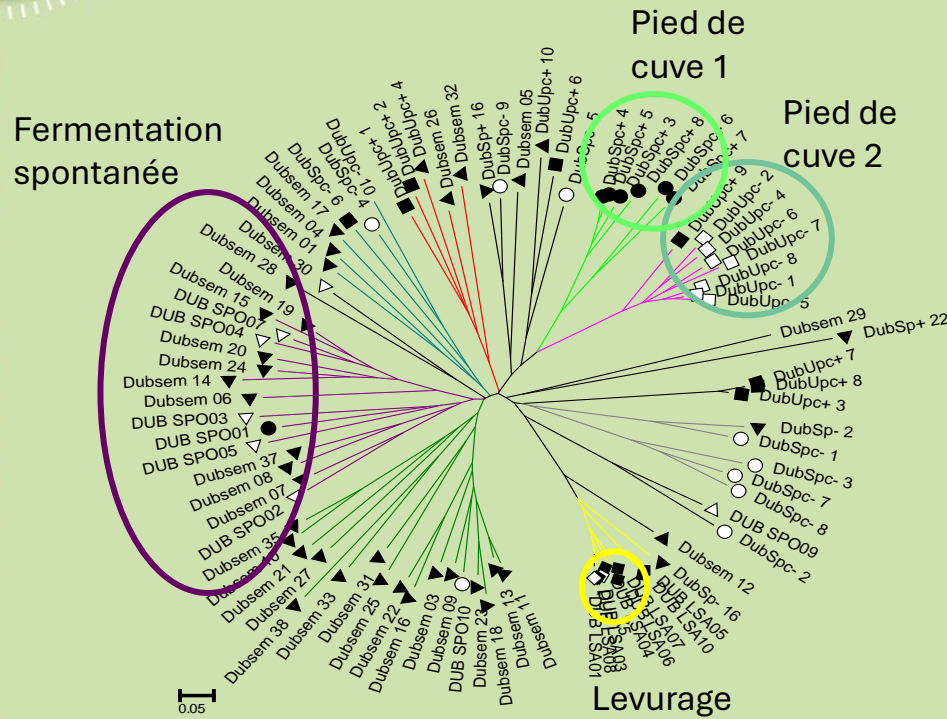 Pied de
cuve 1
Pied de
cuve 2
Fermentation
spontanée
DubSpc- 6
DubSpc- 4
DubUpc- 10
DubUpc+ 1
DubUpc+ 2
DubUpc+ 4
Dubsem 26
Dubsem 32
DubSp+ 16
DubSpc- 9
Dubsem 05
DubUpc+ 10
DubUpc+ 6
DubSpc+ 4
DubSpc+ 5
DubSpc+ 3
DubSpc+ 8
DubSpc+ 7
DubUpc+ 9
DubUpc- 2
DubUpc- 4
DubUpc- 6
DubUpc- 7
DubUpc- 8
DubUpc- 1
DubUpc- 5
Dubsem 29
DubSp+ 22
DubUpc+ 7
DubUpc+ 8
DubUpc+ 3
DubSp- 2
DubSpc- 1
DubSpc- 3
DubSpc- 7
DubSpc- 8
DUB SPO09
DubSpc- 2
Dubsem 12
DubSp- 16
DUB LSA05
DUB LSA10
LSA07
LSA06
LSA04
LSA03
DUB LSA01
Levurage
Dubsem 11
Dubsem 13
Dubsem 18
Dubsem 23
DUB SPO10
Dubsem 09
Dubsem 03
Dubsem 16
Dubsem 22
Dubsem 25
Dubsem 31
Dubsem 33
Dubsem 38
Dubsem 27
Dubsem 21
Dubsem 35
DUB SPO02
Dubsem 07
Dubsem 08
Dubsem 37
DUB SPO05
DUB SPO01
DUB SPO03
Dubsem 06
Dubsem 14
Dubsem 24
Dubsem 20
DUB SPO04
DUB SPO07
Dubsem 15
Dubsem 19
Dubsem 28
Dubsem 01
Dubsem 04
Dubsem 17
0.05